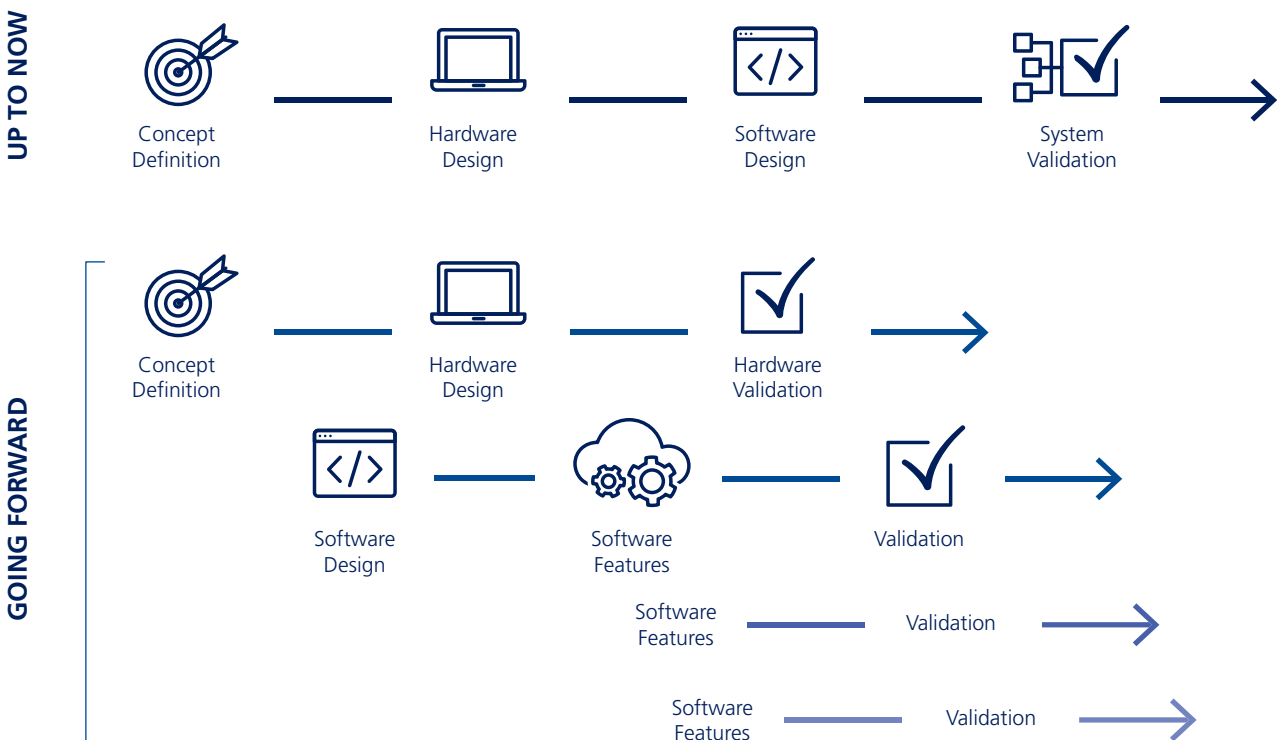 UP TO NOW
Concept
Definition
Hardware
Design
</>
Software
Design
System
Validation
GOING FORWARD
Concept
Definition
Hardware
Design
Hardware
Validation
</>
Software
Design
Software
Features
Validation
Software
Features
Validation
Software
Features
Validation